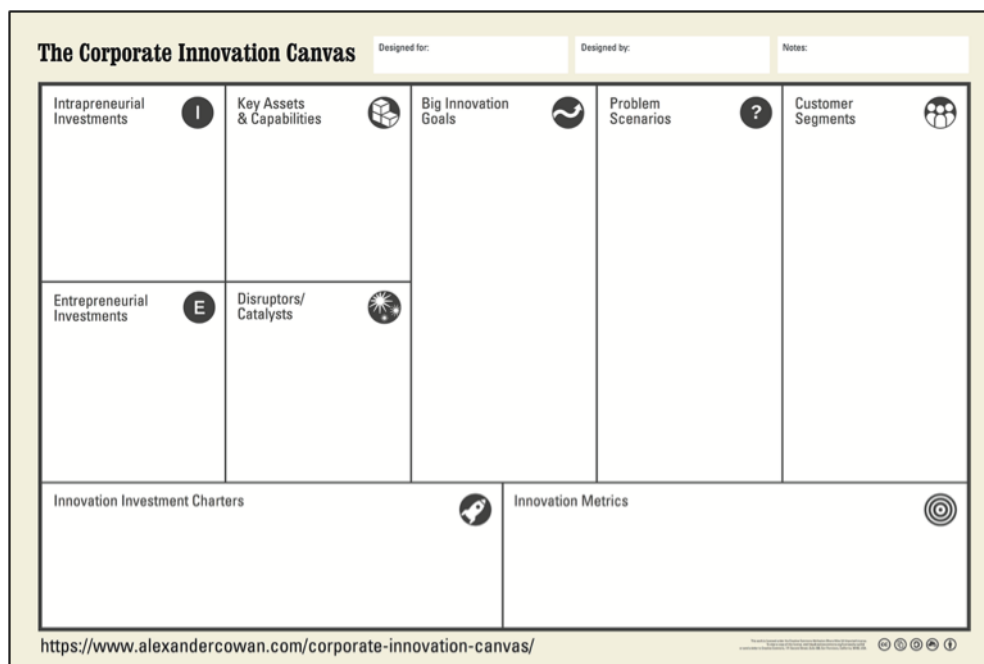 The Corporate Innovation Canvas
Designed for:
Designed by:
Notes:
Intrapreneurial
Investments
I
Key Assets
& Capabilities
Big Innovation
Goals
Problem
Scenarios
?
Customer
Segments
Entrepreneurial
Investments
E
Disruptors/
Catalysts
Innovation Investment Charters
Innovation Metrics
https://www.alexandercowan.com/corporate-innovation-canvas/